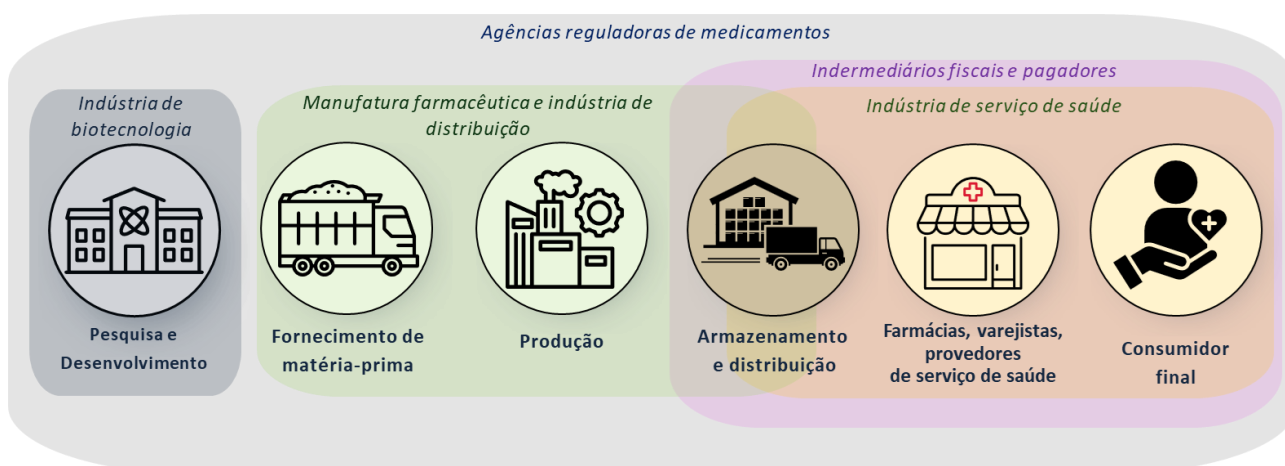 Agências reguladoras de medicamentos
Indermediários fiscais e pagadores
Indústria de
biotecnologia
Manufatura farmacêutica e indústria de
distribuição
Indústria de serviço de saúde
Pesquisa e
Desenvolvimento
Fornecimento de
matéria-prima
Produção
Armazenamento
e distribuição
Farmácias, varejistas,
provedores
de serviço de saúde
Consumidor
final